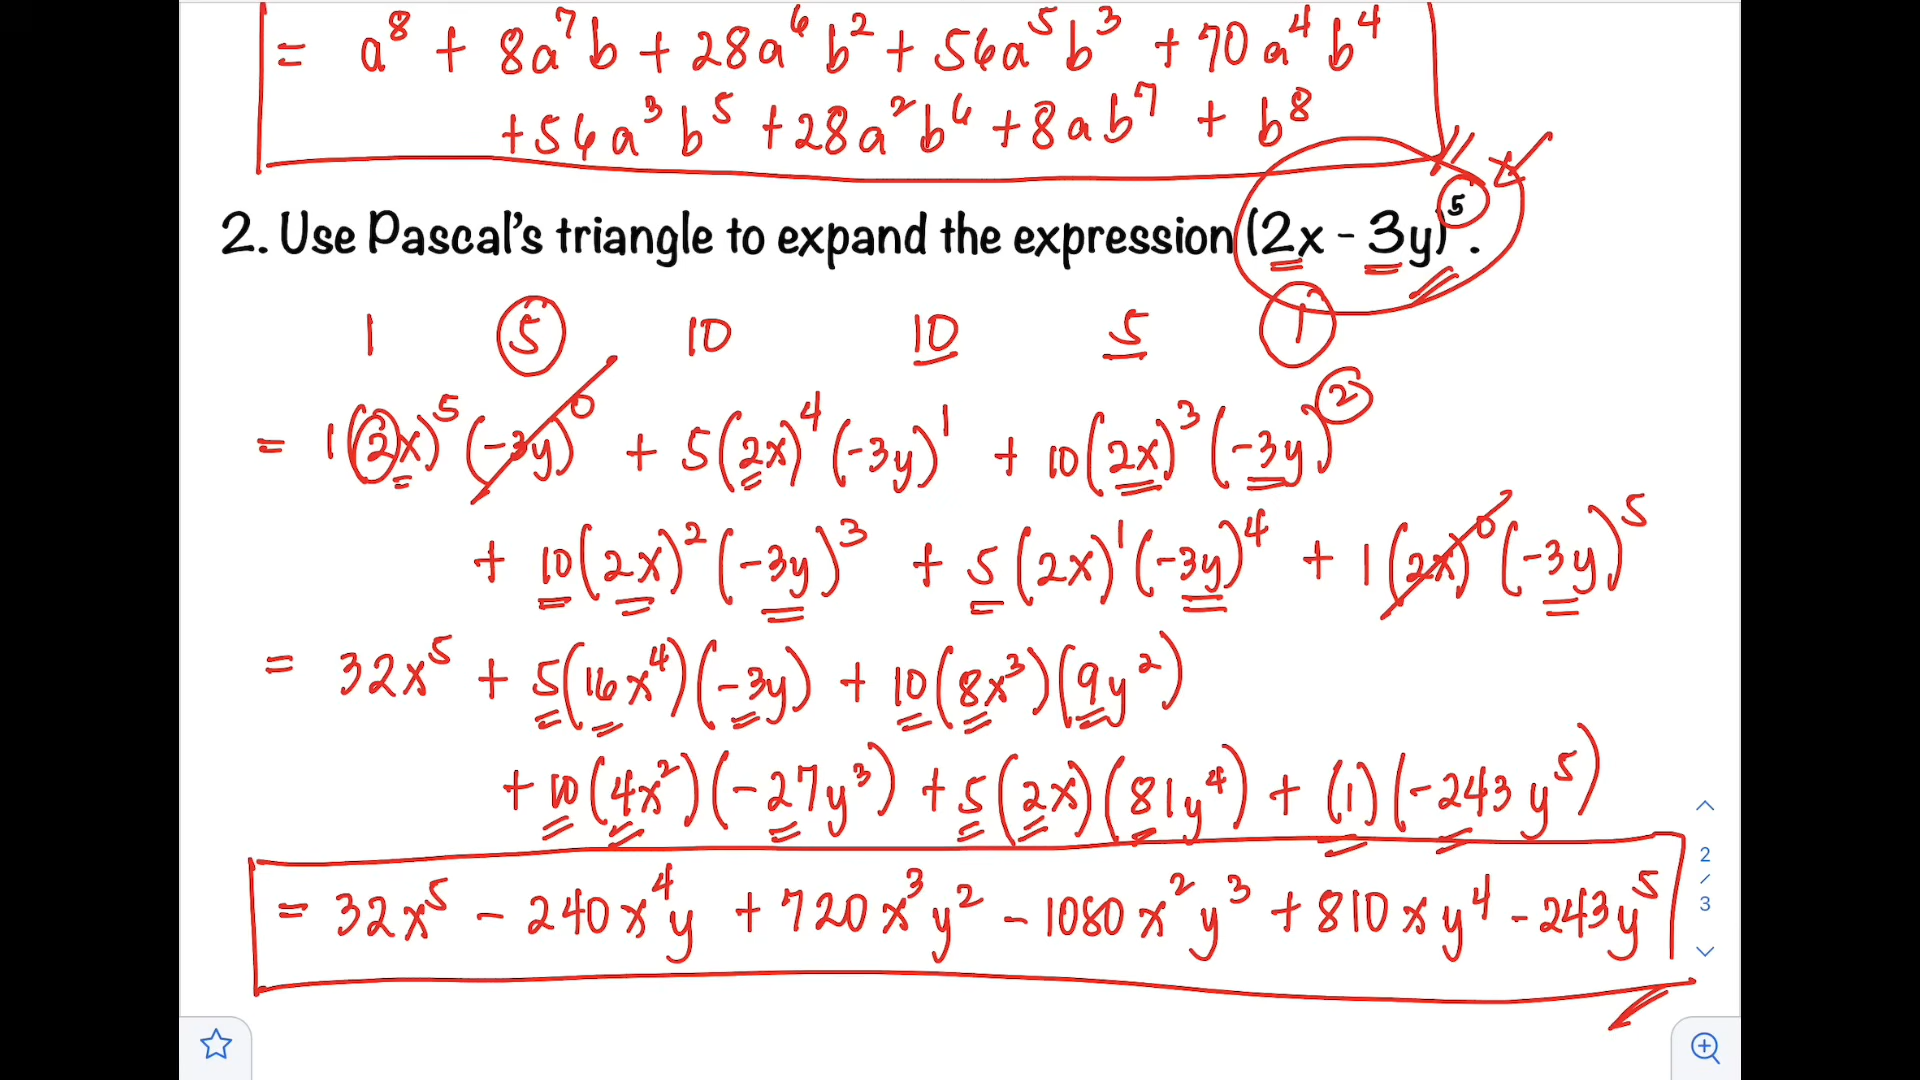 = a⁸ + 8a⁷b + 28a⁶b² + 56a⁵b³ + 70a⁴b⁴
+56a³b⁵ +28a²b⁶ +8ab⁷ + b⁸
2. Use Pascal's triangle to expand the expression (2x - 3y)⁵.
1 5 10 10 5 1
= 1(2x)⁵(-3y)⁰ + 5(2x)⁴(-3y)¹ + 10(2x)³(-3y)²
+ 10(2x)²(-3y)³ + 5(2x)¹(-3y)⁴ + 1(2x)⁰(-3y)⁵
= 32x⁵ + 5(16x⁴)(-3y) + 10(8x³)(9y²)
+10(4x²)(-27y³) +5(2x)(81y⁴) + (1)(-243y⁵)
= 32x⁵ - 240x⁴y + 720x³y² - 1080x²y³ + 810xy⁴ - 243y⁵
2
/
3